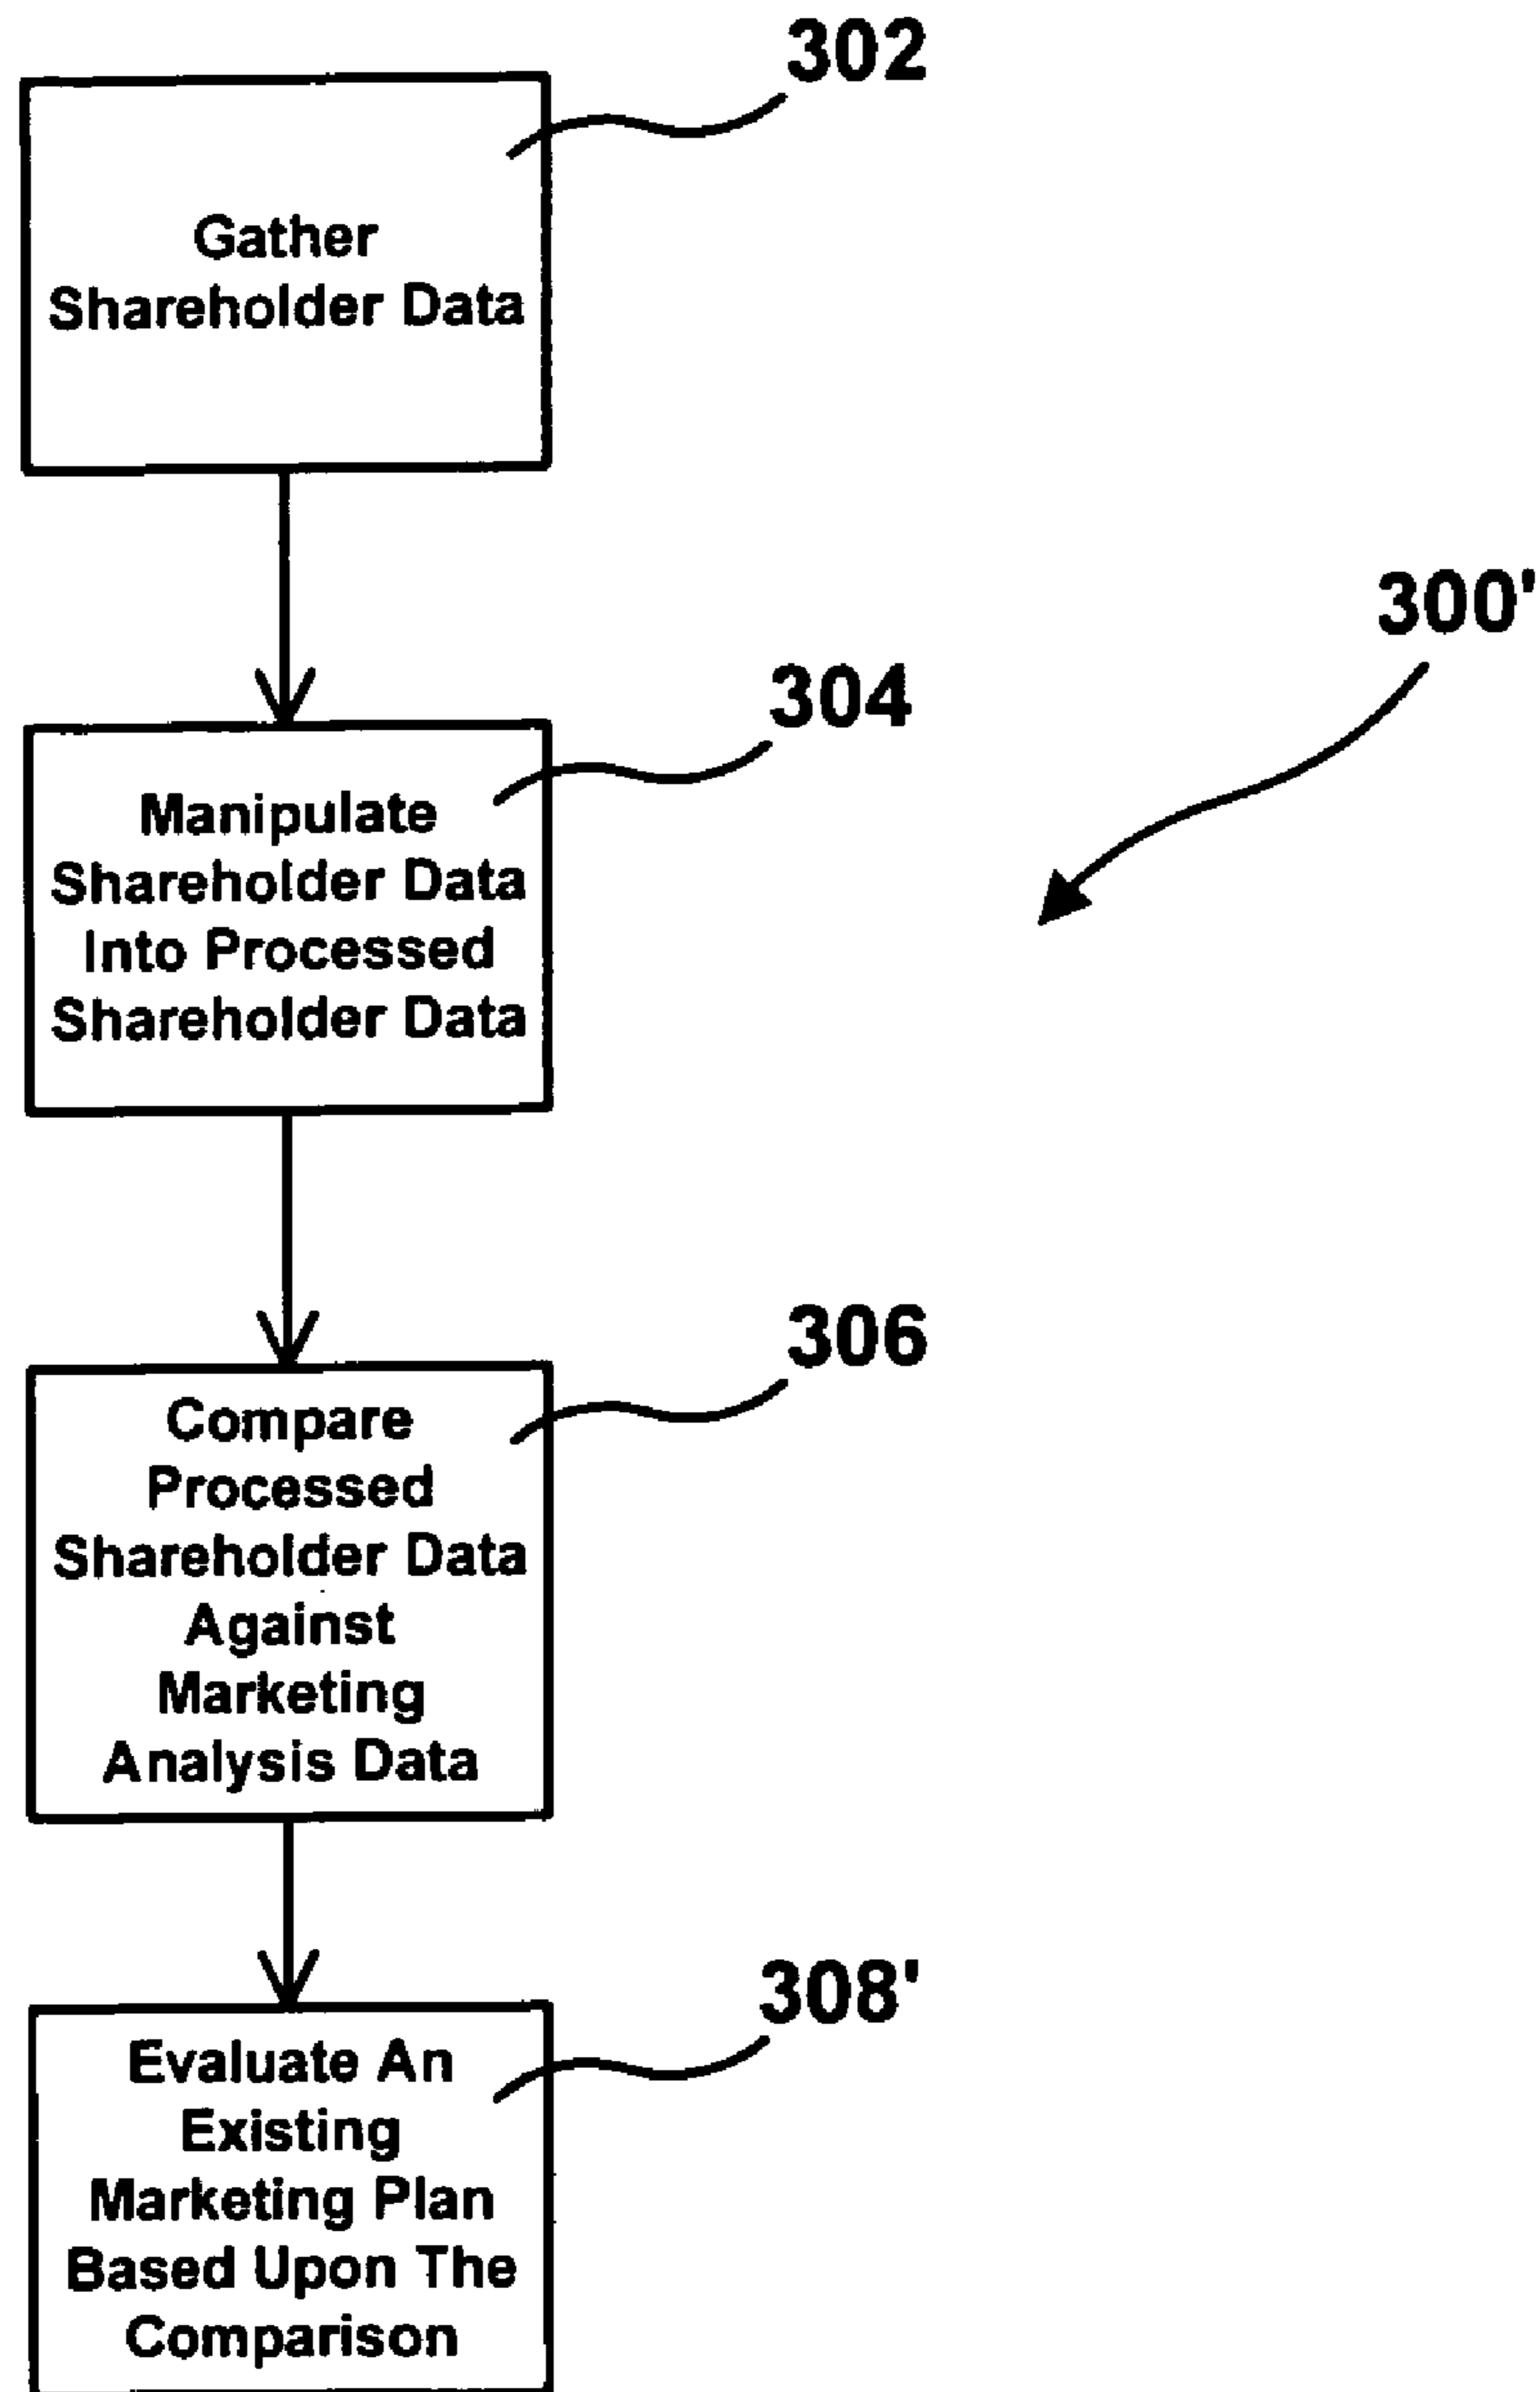 302
Gather
Shareholder Data
300'
304
Manipulate
Shareholder Data
Into Processed
Shareholder Data
306
Compare
Processed
Shareholder Data
Against
Marketing
Analysis Data
308'
Evaluate An
Existing
Marketing Plan
Based Upon The
Comparison